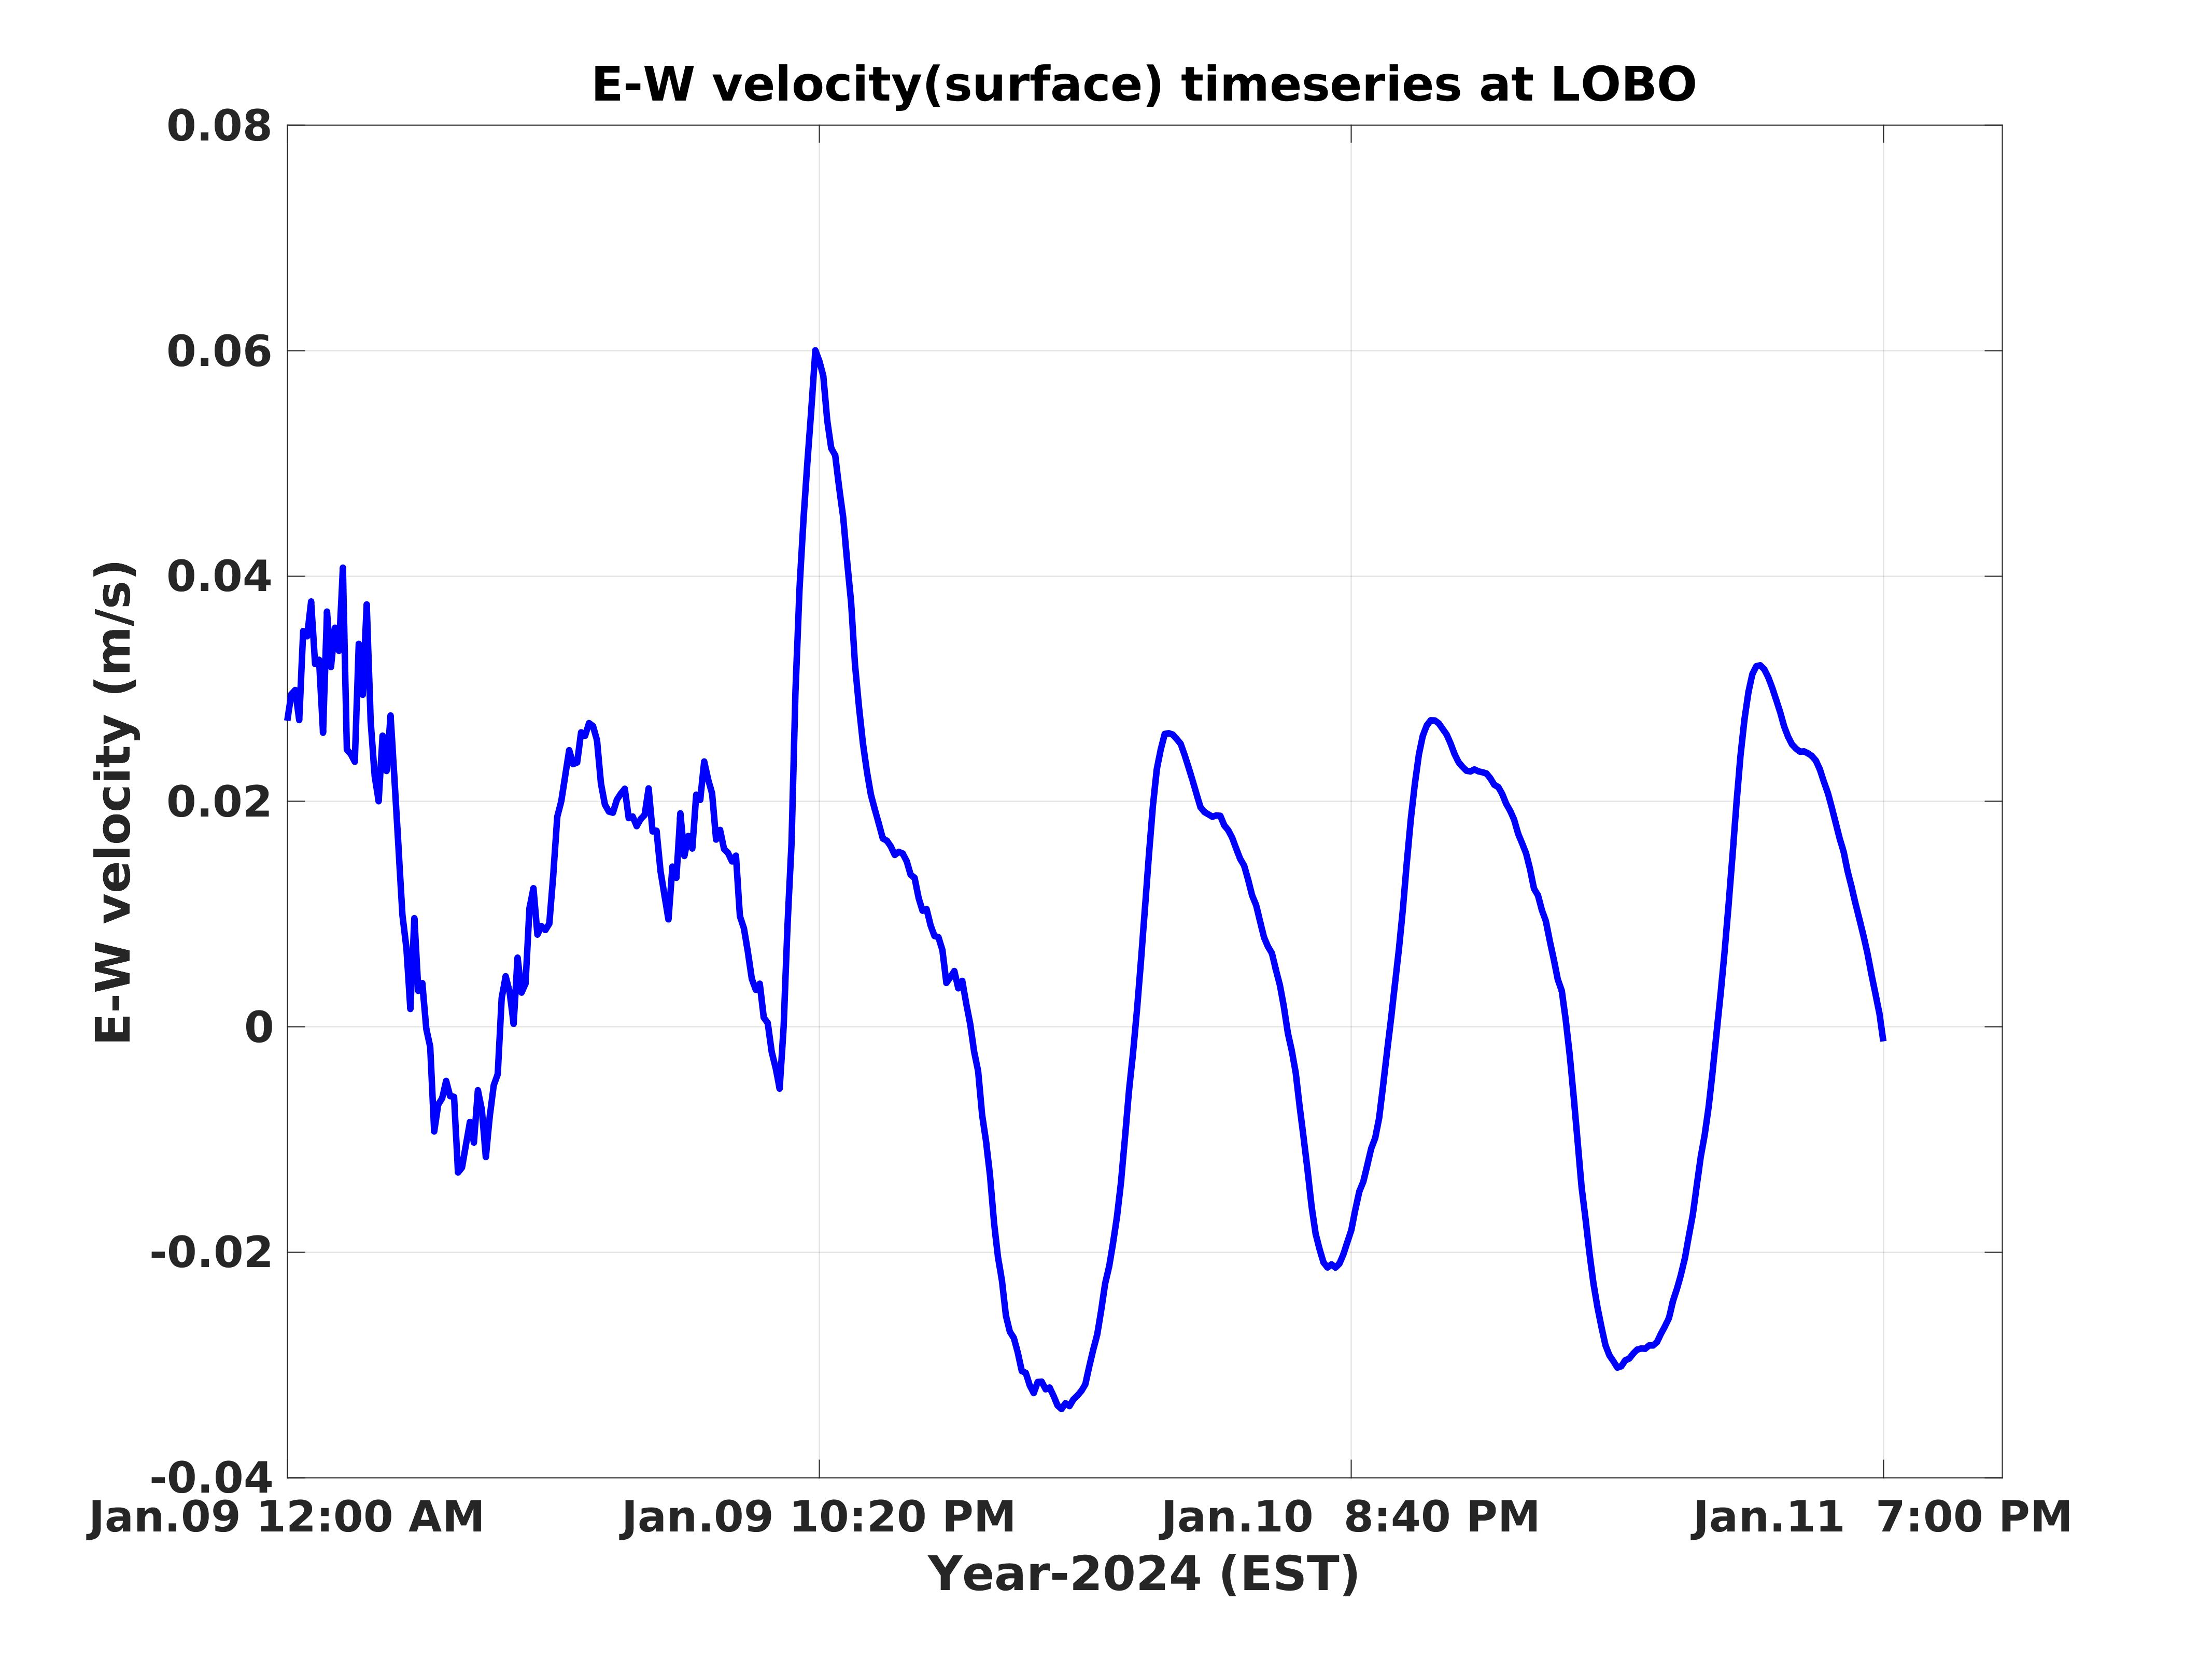 E-W velocity(surface) timeseries at LOBO
0.08
0.06
0.04
0.02
0
-0.02
-0.04
E-W velocity (m/s)
Jan.09 12:00 AM
Jan.09 10:20 PM
Jan.10  8:40 PM
Jan.11  7:00 PM
Year-2024 (EST)